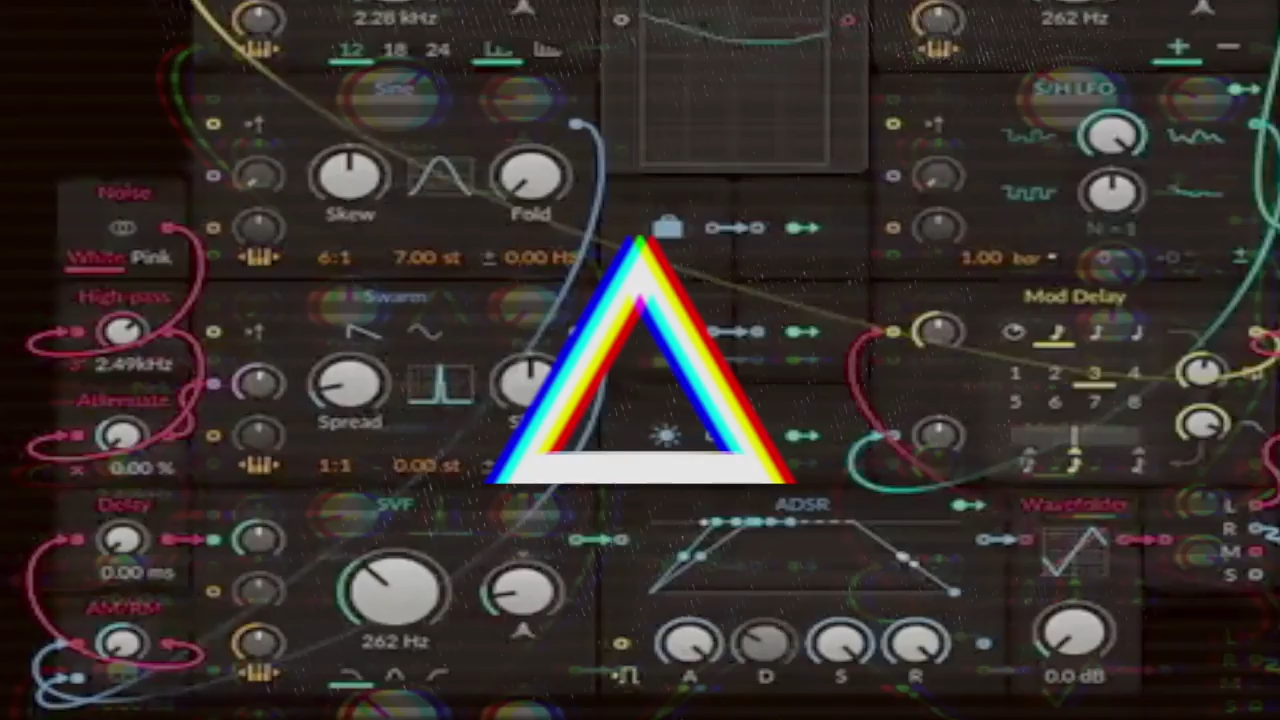 2.28 kHz
262 Hz
12 18 24
Sine
S/H LFO
Noise
Skew
Fold
N = 1
White Pink
6:1
7.00 st
± 0.00 Hz
1.00 bar
High-pass
Swarm
Mod Delay
2.49kHz
1 2 3 4
Attenuate
5 6 7 8
Spread
0.00 %
1:1
0.00 st
Delay
SVF
ADSR
Wavefolder
L
R
M
S
0.00 ms
AM/RM
262 Hz
A D S R
0.0 dB